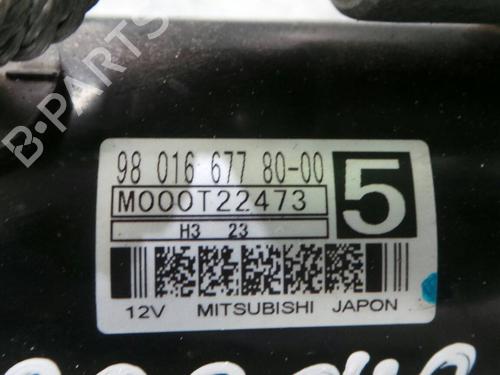 98 016 677 80-00
M000T22473
5
H3 23
12V MITSUBISHI JAPON
B-PARTS